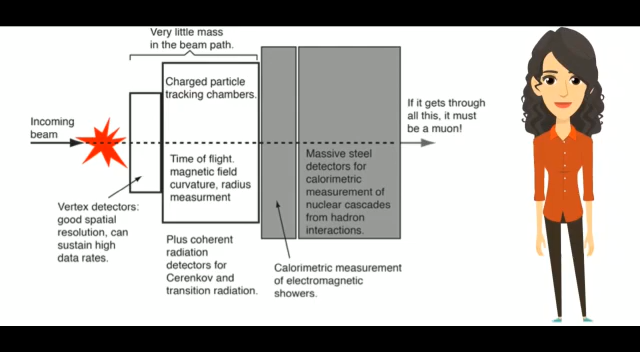 Very little mass
in the beam path.
Charged particle
tracking chambers.
Incoming
beam
If it gets through
all this, it must
be a muon!
Time of flight.
magnetic field
curvature, radius
measurment
Massive steel
detectors for
calorimetric
measurement of
nuclear cascades
from hadron
interactions.
Vertex detectors:
good spatial
resolution, can
sustain high
data rates.
Plus coherent
radiation
detectors for
Cerenkov and
transition radiation.
Calorimetric measurement
of electromagnetic
showers.